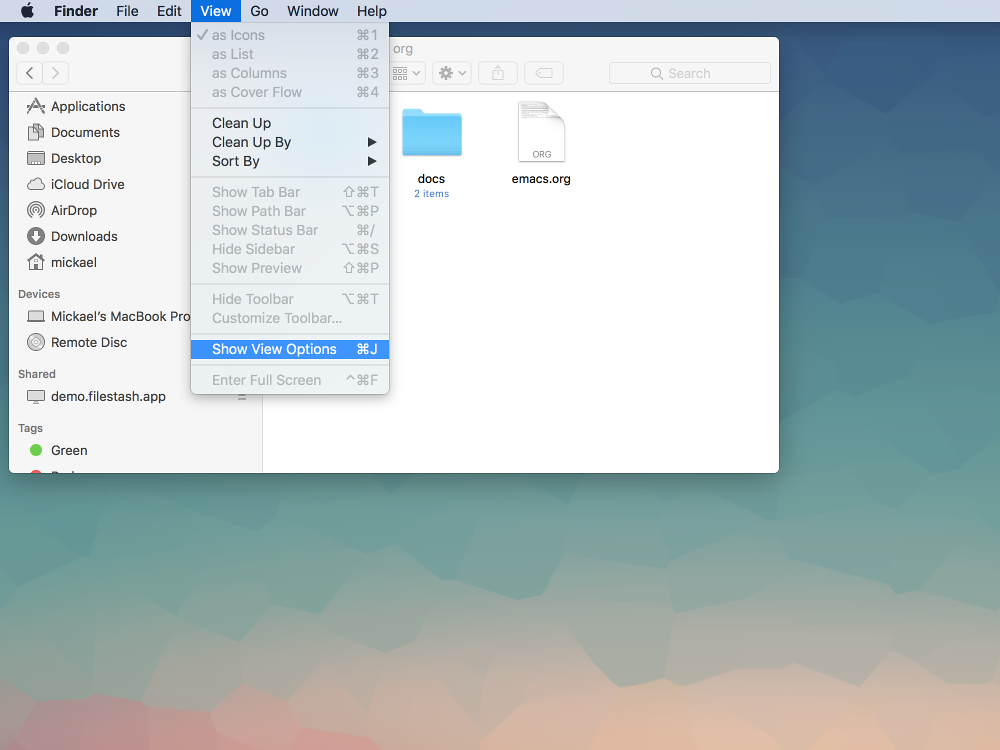 Finder File Edit View Go Window Help
org
Search
✓ as Icons ⌘1
as List ⌘2
as Columns ⌘3
as Cover Flow ⌘4
Clean Up
Clean Up By ▶
Sort By ▶
Show Tab Bar ⇧⌘T
Show Path Bar ⌥⌘P
Show Status Bar ⌘/
Hide Sidebar ⌥⌘S
Show Preview ⇧⌘P
Hide Toolbar ⌥⌘T
Customize Toolbar...
Show View Options ⌘J
Enter Full Screen ^⌘F
Applications
Documents
Desktop
iCloud Drive
AirDrop
Downloads
mickael
Devices
Mickael's MacBook Pro
Remote Disc
Shared
demo.filestash.app
Tags
Green
docs
2 items
ORG
emacs.org